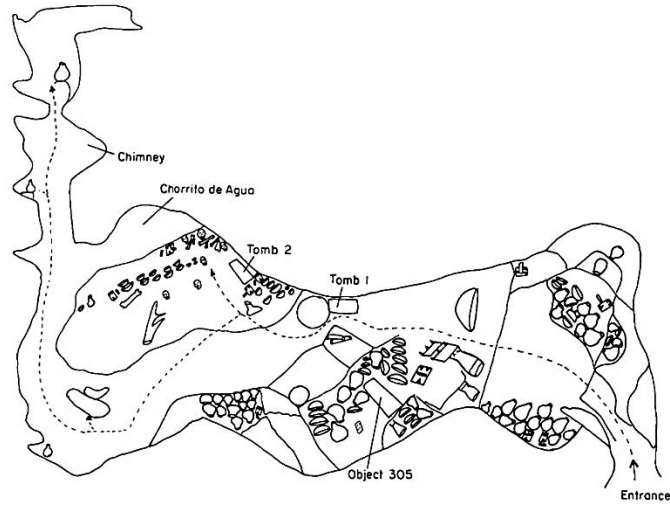 Chimney
Chorrito de Agua
Tomb 2
Tomb 1
Object 305
Entrance